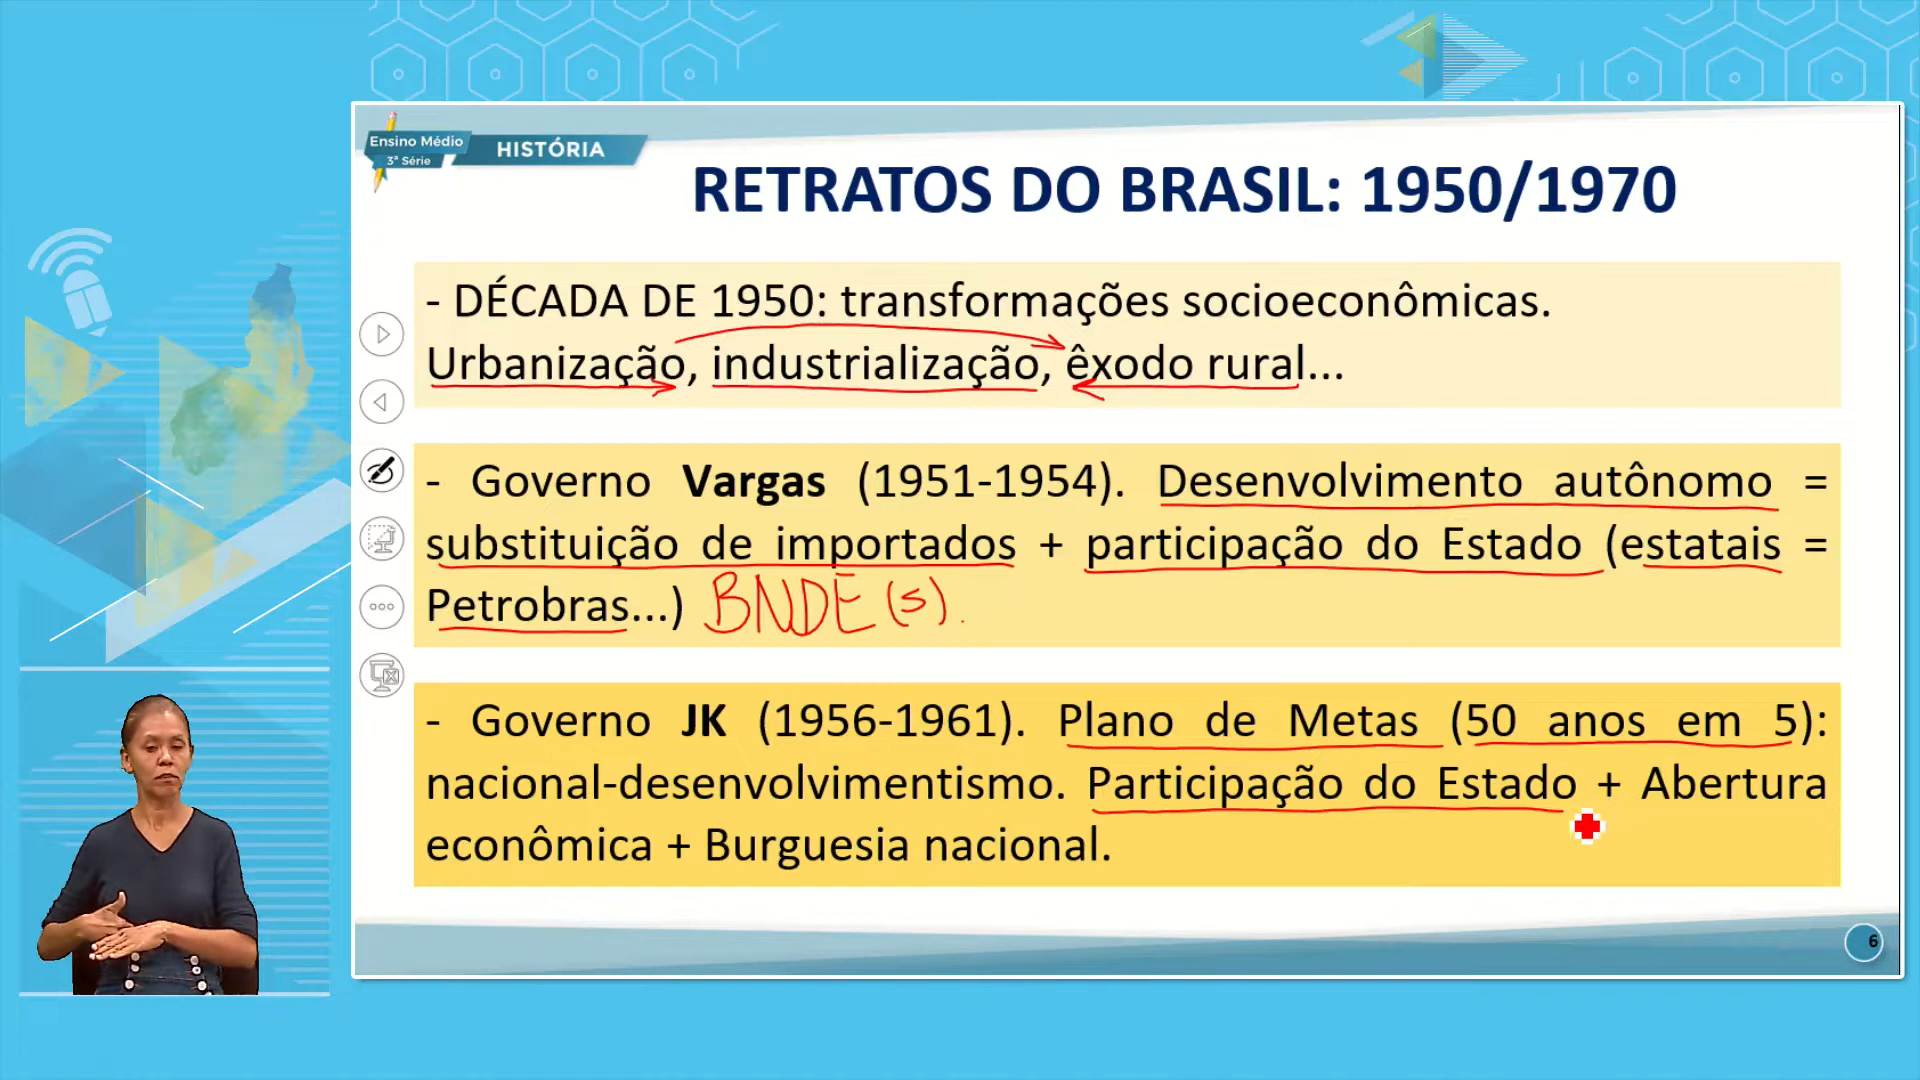 Ensino Médio
3ª Série
HISTÓRIA
RETRATOS DO BRASIL: 1950/1970
- DÉCADA DE 1950: transformações socioeconômicas.
Urbanização, industrialização, êxodo rural...
- Governo Vargas (1951-1954). Desenvolvimento autônomo =
substituição de importados + participação do Estado (estatais =
Petrobras...) BNDE(s).
- Governo JK (1956-1961). Plano de Metas (50 anos em 5):
nacional-desenvolvimentismo. Participação do Estado + Abertura
econômica + Burguesia nacional.
6